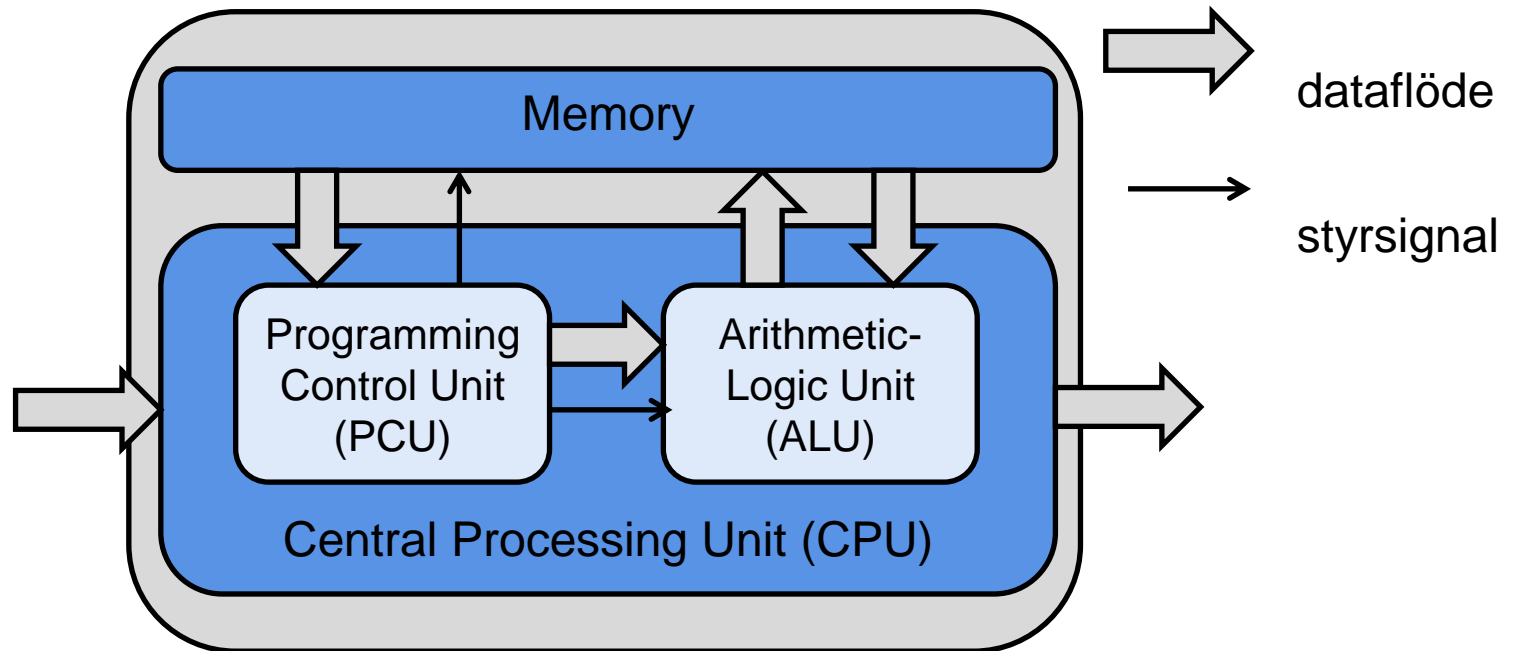 Memory
dataflöde
styrsignal
Programming
Control Unit
(PCU)
Arithmetic-
Logic Unit
(ALU)
Central Processing Unit (CPU)